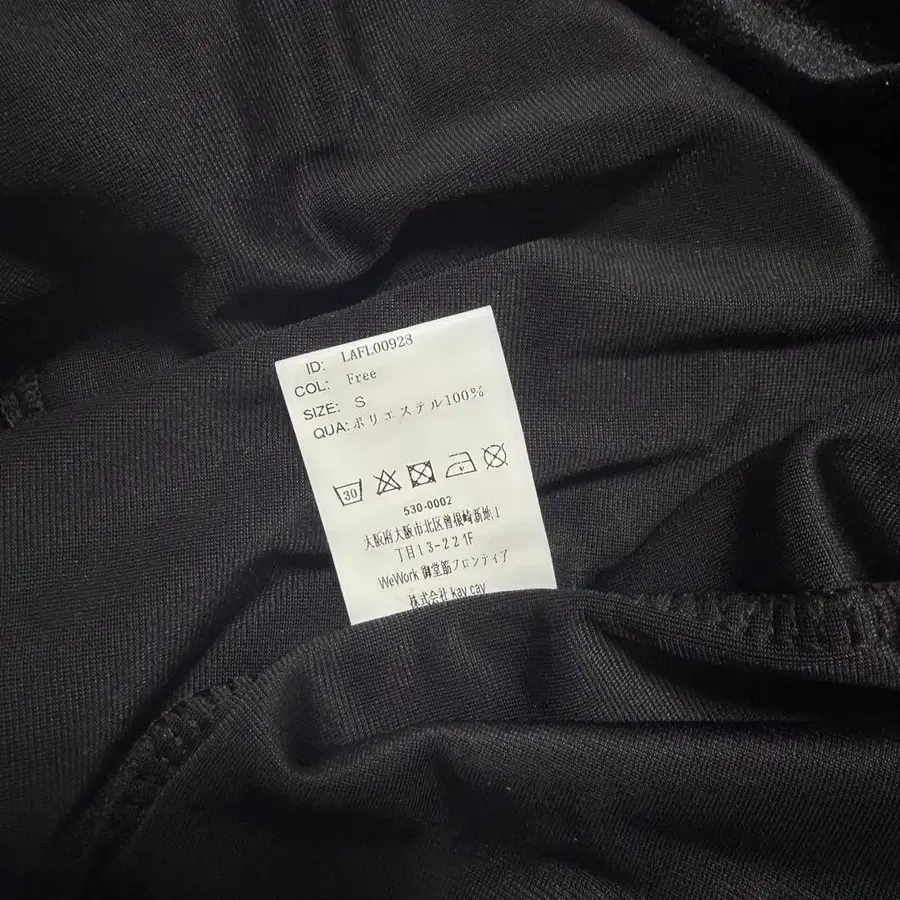 ID: LAFL00928
COL: Free
SIZE: S
QUA:ポリエステル100%
30
530-0002
大阪府大阪市北区曾根崎新地1
丁目13-22 1F
WeWork 御堂筋フロンティア
株式会社 kay cay